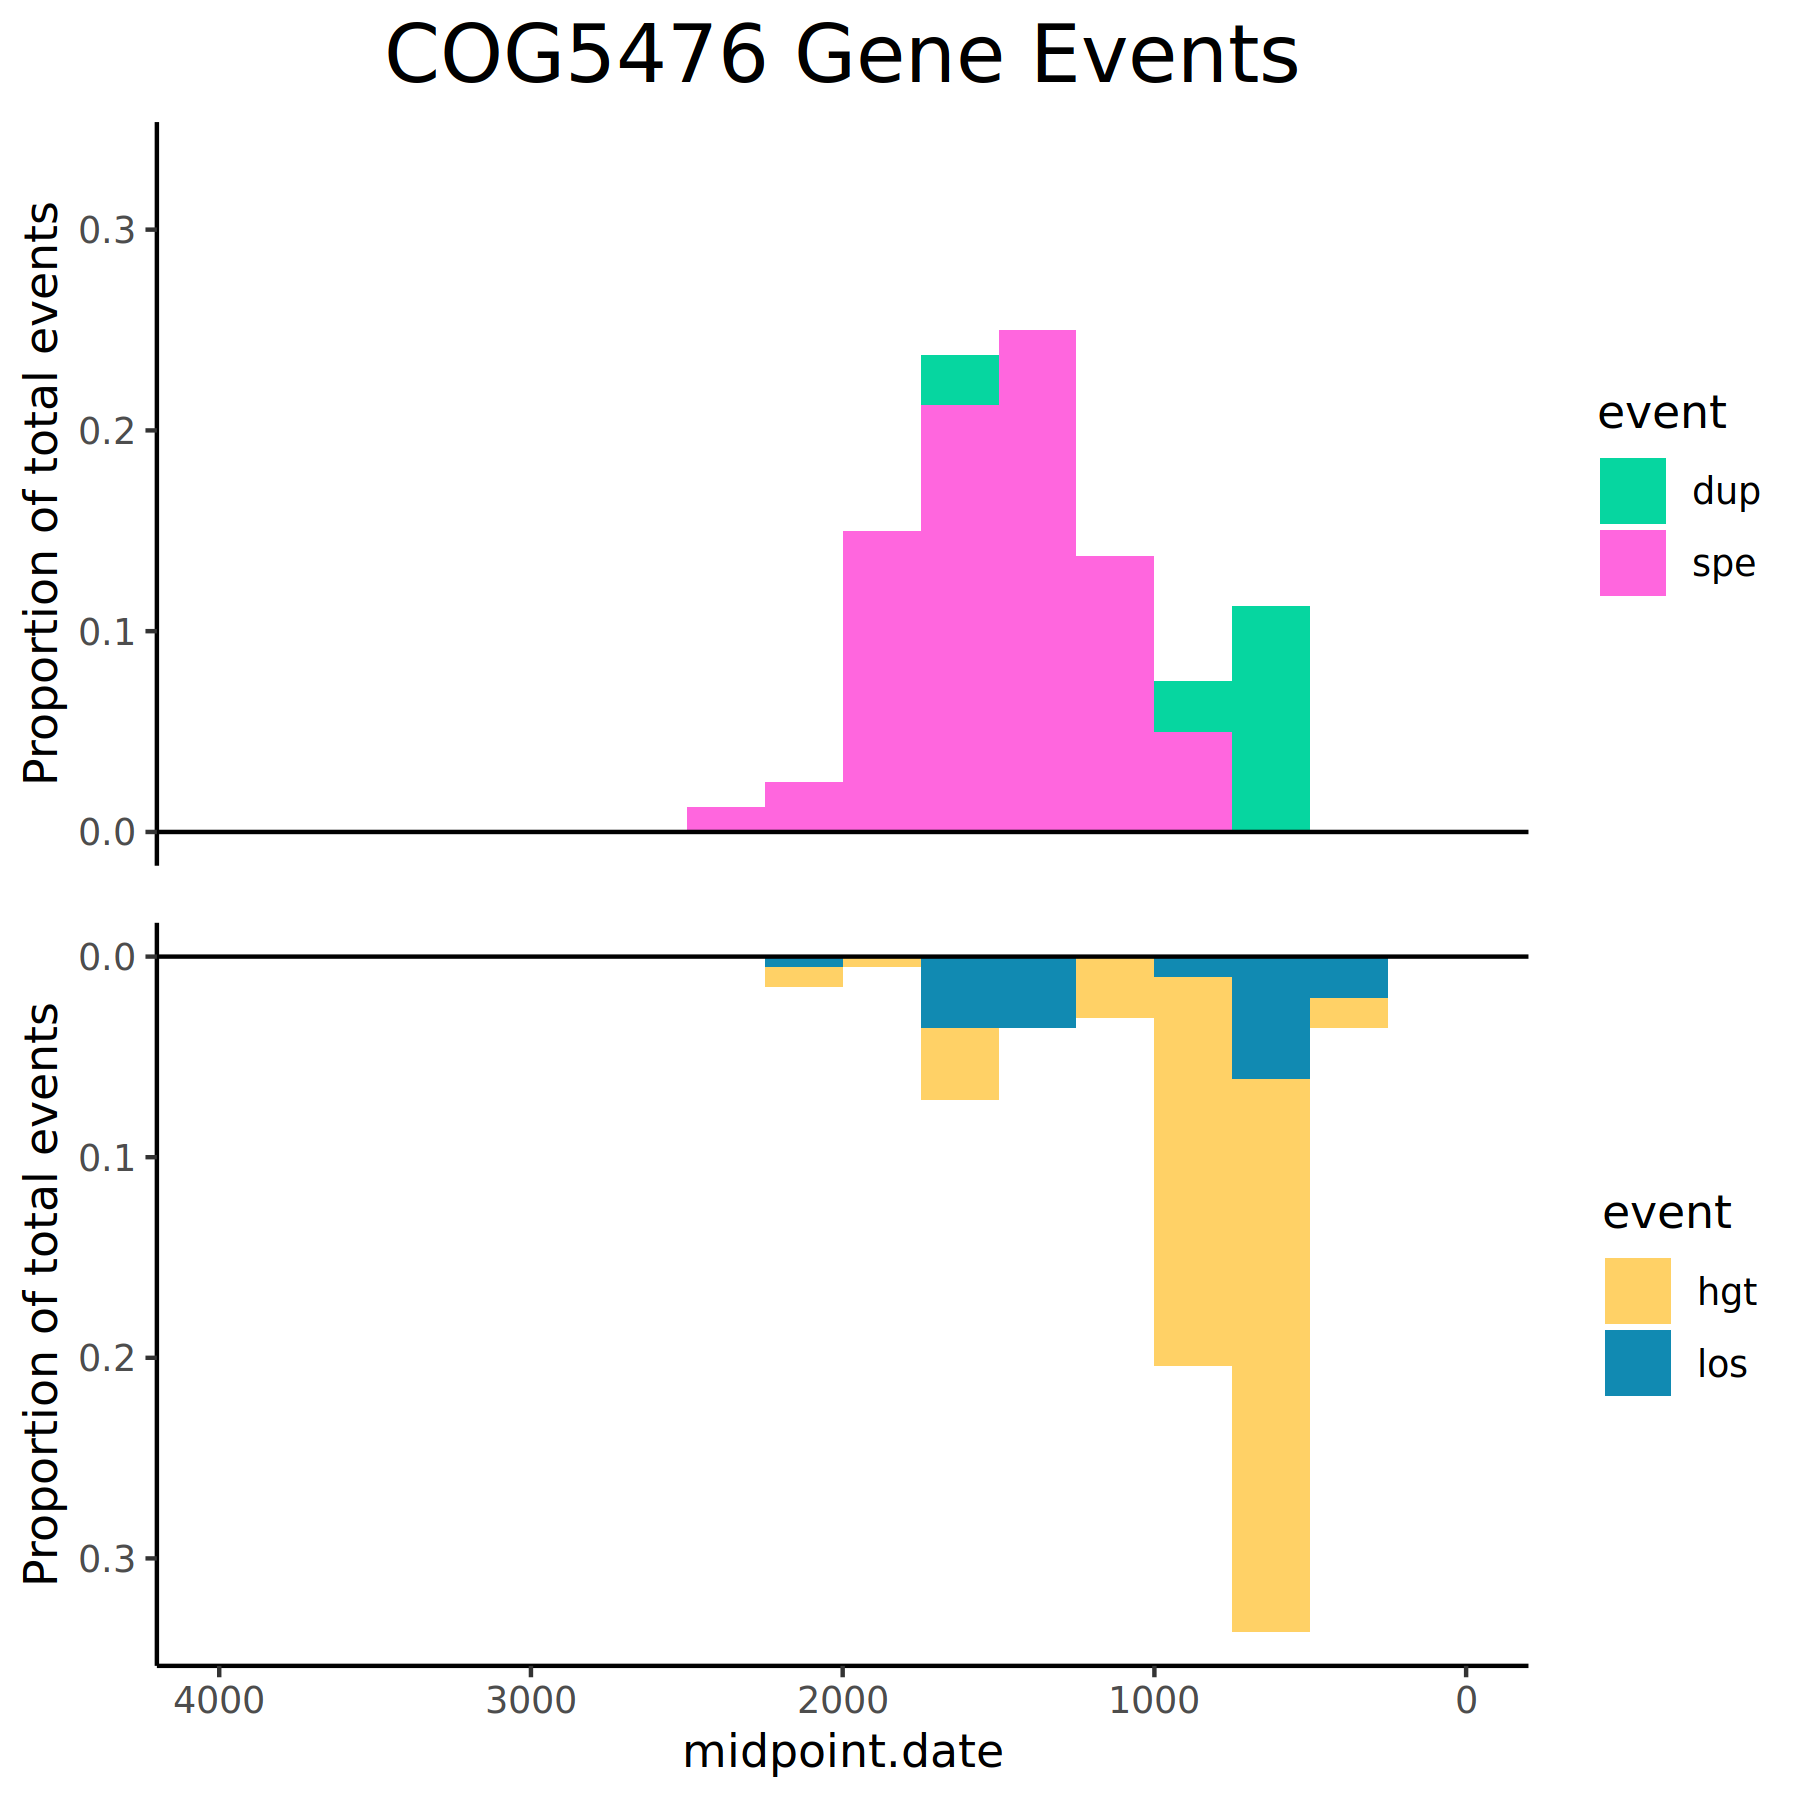 COG5476 Gene Events
Proportion of total events
0.3
0.2
0.1
0.0
event
dup
spe
Proportion of total events
0.0
0.1
0.2
0.3
event
hgt
los
4000 3000 2000 1000 0
midpoint.date